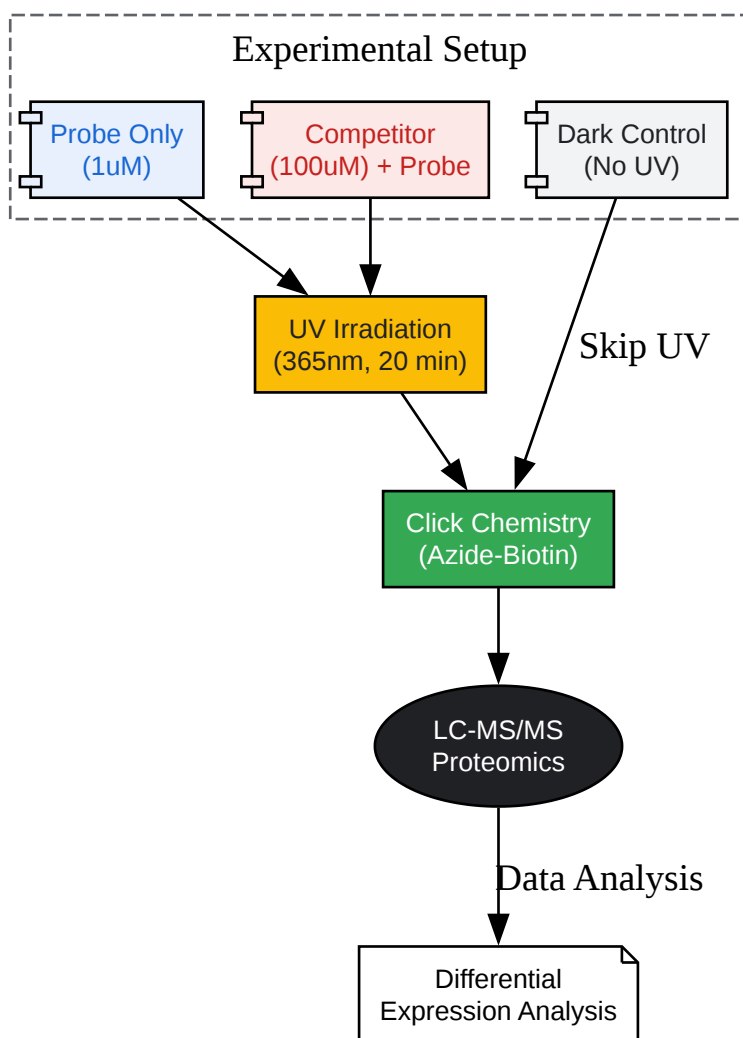 Experimental Setup
Probe Only
(1uM)
Competitor
(100uM) + Probe
Dark Control
(No UV)
UV Irradiation
(365nm, 20 min)
Skip UV
Click Chemistry
(Azide-Biotin)
LC-MS/MS
Proteomics
Data Analysis
Differential
Expression Analysis